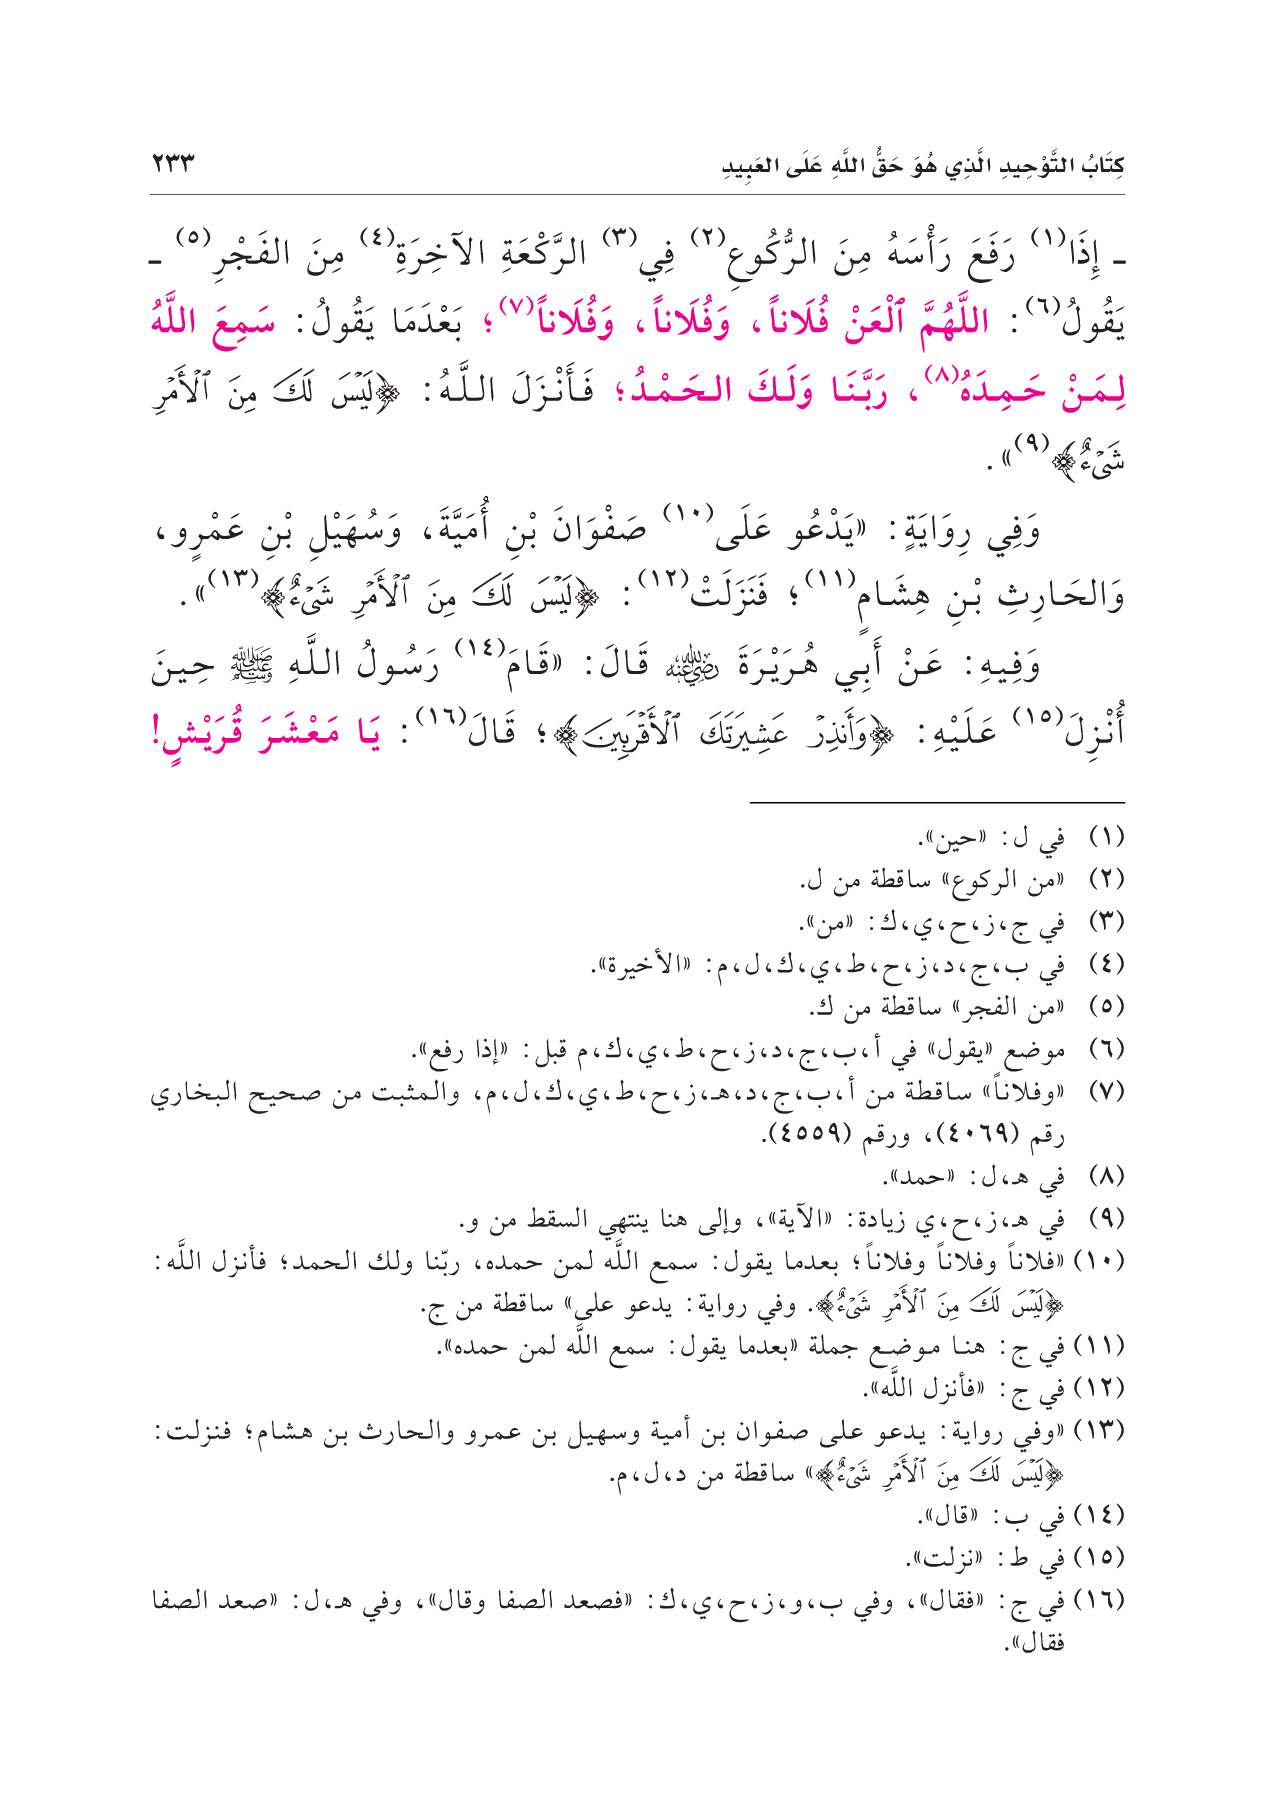 كِتَابُ التَّوْحِيدِ الَّذِي هُوَ حَقُّ اللَّهِ عَلَى العَبِيدِ ٢٣٣
ـ إِذَا(١) رَفَعَ رَأْسَهُ مِنَ الرُّكُوعِ(٢) فِي(٣) الرَّكْعَةِ الآخِرَةِ(٤) مِنَ الفَجْرِ(٥) ـ
يَقُولُ(٦): اللَّهُمَّ ٱلْعَنْ فُلَاناً، وَفُلَاناً، وَفُلَاناً(٧)؛ بَعْدَمَا يَقُولُ: سَمِعَ اللَّهُ
لِمَنْ حَمِدَهُ(٨)، رَبَّنَا وَلَكَ الحَمْدُ؛ فَأَنْزَلَ اللَّهُ: ﴿لَيْسَ لَكَ مِنَ ٱلْأَمْرِ
شَيْءٌ﴾(٩)».
وَفِي رِوَايَةٍ: «يَدْعُو عَلَى(١٠) صَفْوَانَ بْنِ أُمَيَّةَ، وَسُهَيْلِ بْنِ عَمْرٍو،
وَالحَارِثِ بْنِ هِشَامٍ(١١)؛ فَنَزَلَتْ(١٢): ﴿لَيْسَ لَكَ مِنَ ٱلْأَمْرِ شَيْءٌ﴾(١٣)».
وَفِيهِ: عَنْ أَبِي هُرَيْرَةَ رضي الله عنه قَالَ: «قَامَ(١٤) رَسُولُ اللَّهِ ﷺ حِينَ
أُنْزِلَ(١٥) عَلَيْهِ: ﴿وَأَنذِرْ عَشِيرَتَكَ ٱلْأَقْرَبِينَ﴾؛ قَالَ(١٦): يَا مَعْشَرَ قُرَيْشٍ!
(١) في ل: «حين».
(٢) «من الركوع» ساقطة من ل.
(٣) في ج،ز،ح،ي،ك: «من».
(٤) في ب،ج،د،ز،ح،ط،ي،ك،ل،م: «الأخيرة».
(٥) «من الفجر» ساقطة من ك.
(٦) موضع «يقول» في أ،ب،ج،د،ز،ح،ط،ي،ك،م قبل: «إذا رفع».
(٧) «وفلاناً» ساقطة من أ،ب،ج،د،هـ،ز،ح،ط،ي،ك،ل،م، والمثبت من صحيح البخاري
رقم (٤٠٦٩)، ورقم (٤٥٥٩).
(٨) في هـ،ل: «حمد».
(٩) في هـ،ز،ح،ي زيادة: «الآية»، وإلى هنا ينتهي السقط من و.
(١٠) «فلاناً وفلاناً وفلاناً؛ بعدما يقول: سمع اللَّه لمن حمده، ربّنا ولك الحمد؛ فأنزل اللَّه:
﴿لَيْسَ لَكَ مِنَ ٱلْأَمْرِ شَيْءٌ﴾. وفي رواية: يدعو على» ساقطة من ج.
(١١) في ج: هنا موضع جملة «بعدما يقول: سمع اللَّه لمن حمده».
(١٢) في ج: «فأنزل اللَّه».
(١٣) «وفي رواية: يدعو على صفوان بن أمية وسهيل بن عمرو والحارث بن هشام؛ فنزلت:
﴿لَيْسَ لَكَ مِنَ ٱلْأَمْرِ شَيْءٌ﴾» ساقطة من د،ل،م.
(١٤) في ب: «قال».
(١٥) في ط: «نزلت».
(١٦) في ج: «فقال»، وفي ب،و،ز،ح،ي،ك: «فصعد الصفا وقال»، وفي هـ،ل: «صعد الصفا
فقال».